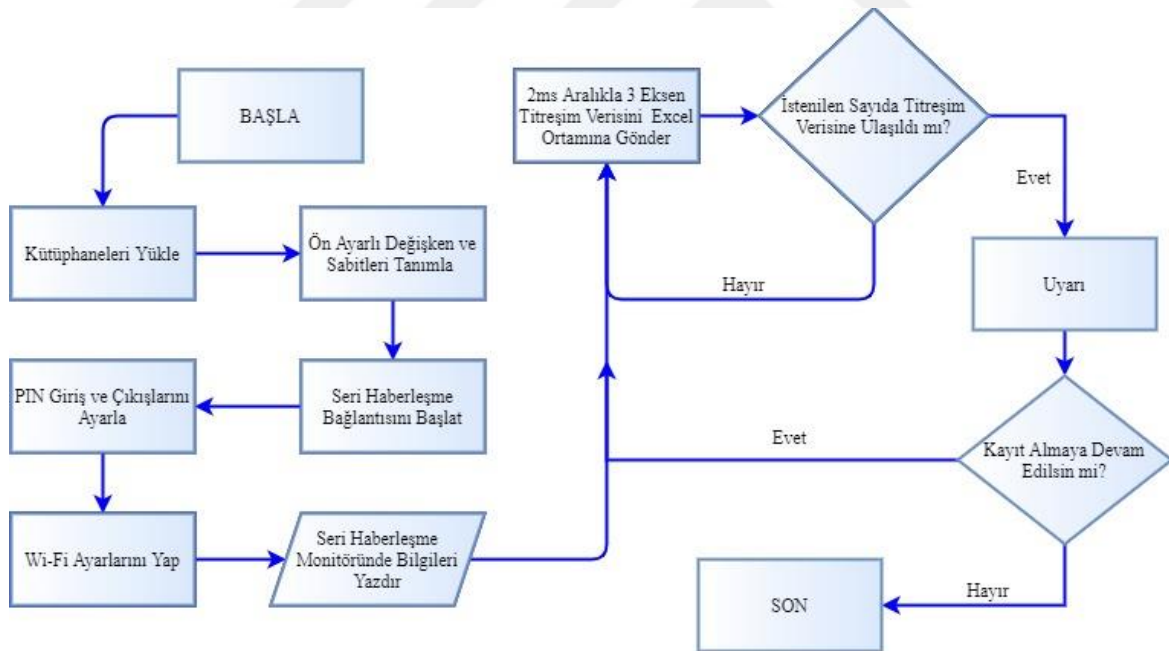 BAŞLA
Kütüphaneleri Yükle
Ön Ayarlı Değişken ve
Sabitleri Tanımla
Seri Haberleşme
Bağlantısını Başlat
PIN Giriş ve Çıkışlarını
Ayarla
Wi-Fi Ayarlarını Yap
Seri Haberleşme
Monitöründe Bilgileri
Yazdır
2ms Aralıkla 3 Eksen
Titreşim Verisini Excel
Ortamına Gönder
İstenilen Sayıda Titreşim
Verisine Ulaşıldı mı?
Hayır
Evet
Uyarı
Kayıt Almaya Devam
Edilsin mi?
Evet
Hayır
SON